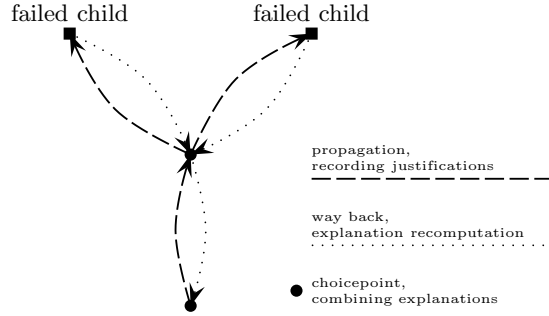 failed child
failed child
propagation,
recording justifications
way back,
explanation recomputation
choicepoint,
combining explanations